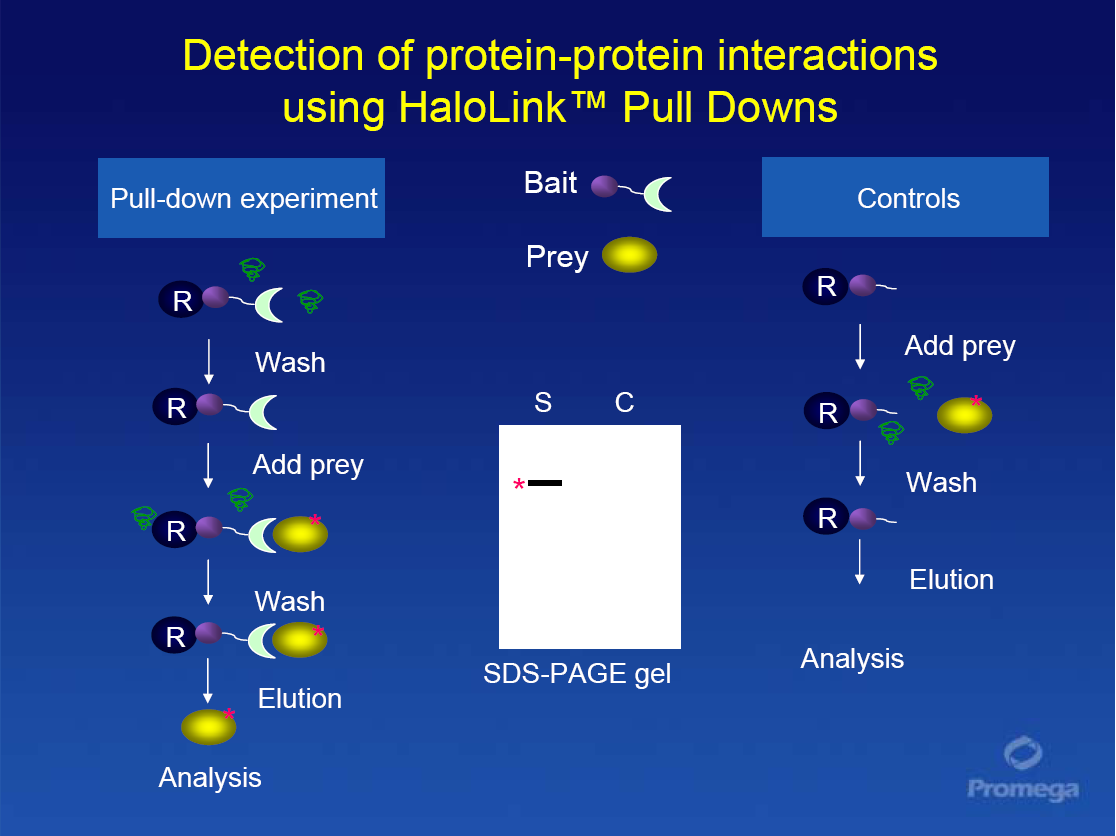 Detection of protein-protein interactions
using HaloLink™ Pull Downs
Pull-down experiment
Bait
Prey
Controls
R
Wash
R
Add prey
R
*
Wash
R
*
Elution
*
Analysis
S C
*
SDS-PAGE gel
R
Add prey
R
*
Wash
R
Elution
Analysis
Promega